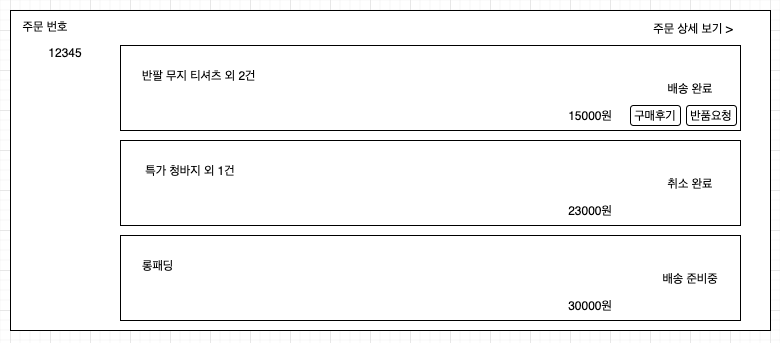 주문 번호
주문 상세 보기 >
12345
반팔 무지 티셔츠 외 2건
배송 완료
15000원
구매후기
반품요청
특가 청바지 외 1건
취소 완료
23000원
롱패딩
배송 준비중
30000원